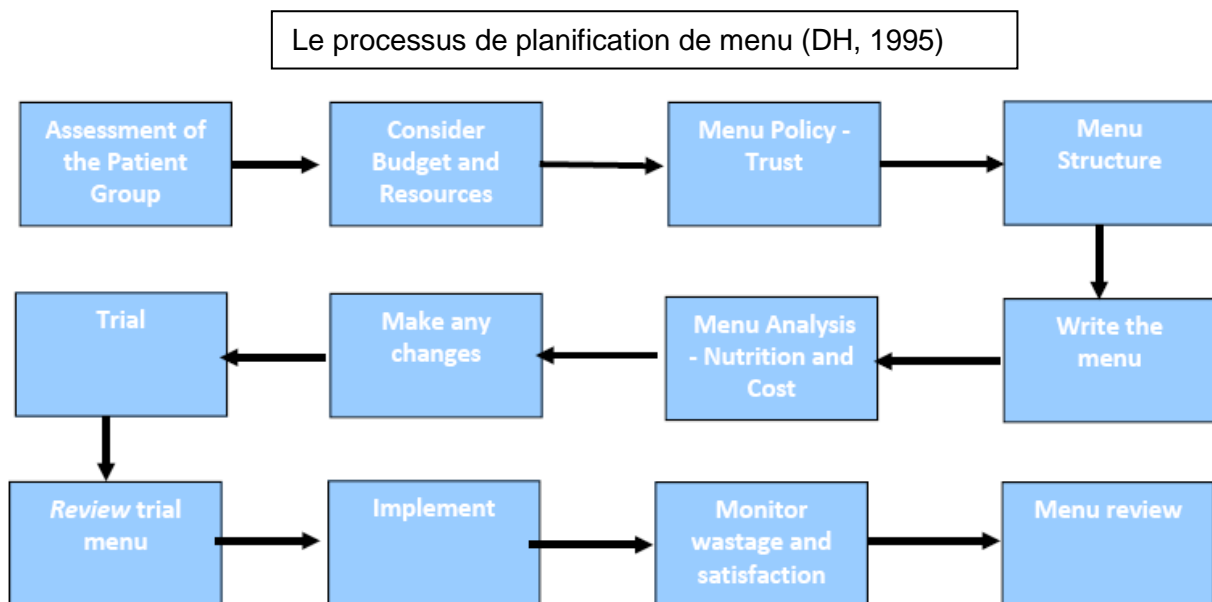 Le processus de planification de menu (DH, 1995)
Assessment of
the Patient
Group
Consider
Budget and
Resources
Menu Policy -
Trust
Menu
Structure
Trial
Make any
changes
Menu Analysis
- Nutrition and
Cost
Write the
menu
Review trial
menu
Implement
Monitor
wastage and
satisfaction
Menu review